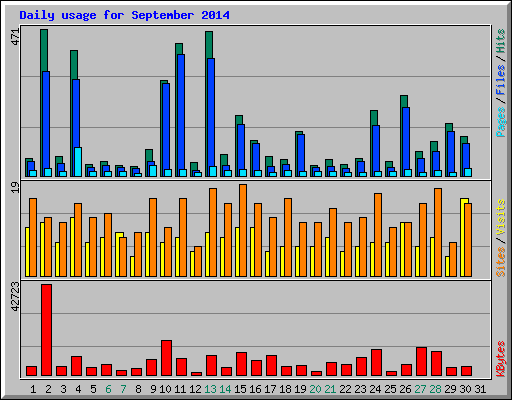 Daily usage for September 2014
471
Pages / Files / Hits
19
Sites / Visits
42723
KBytes
1 2 3 4 5 6 7 8 9 10 11 12 13 14 15 16 17 18 19 20 21 22 23 24 25 26 27 28 29 30 31